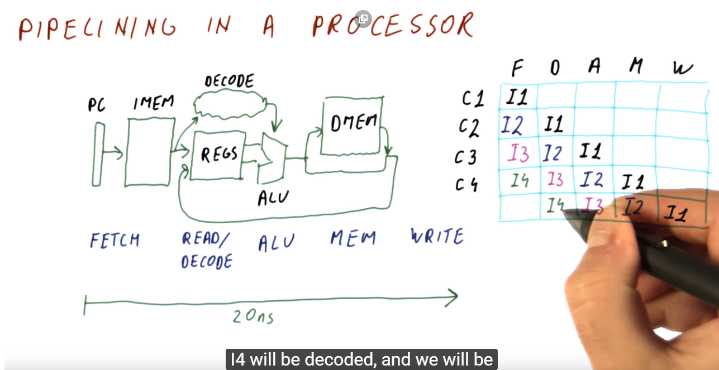 PIPELINING IN A PROCESSOR
F D A M W
C1 I1
C2 I2 I1
C3 I3 I2 I1
C4 I4 I3 I2 I1
I4 I3 I2 I1
DECODE
PC IMEM
REGS
DMEM
ALU
FETCH READ/ ALU MEM WRITE
DECODE
20ns
I4 will be decoded, and we will be